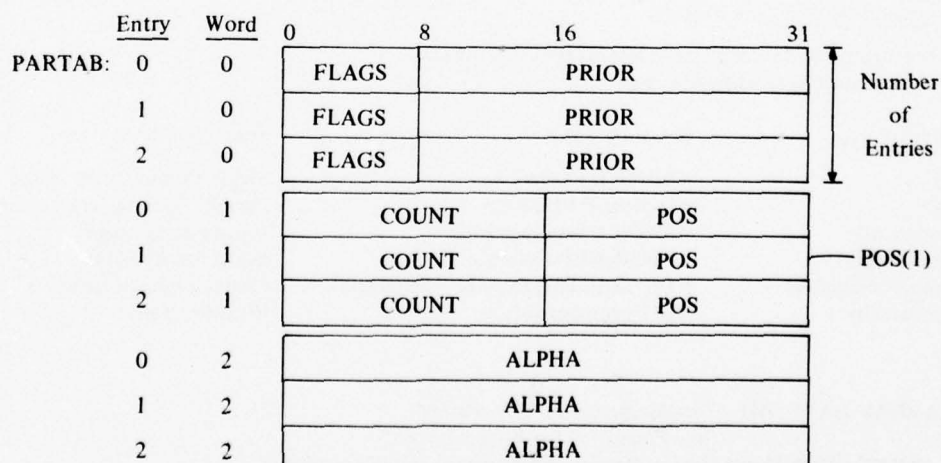 Entry Word 0 8 16 31
PARTAB: 0 0 FLAGS PRIOR
1 0 FLAGS PRIOR
2 0 FLAGS PRIOR
Number
of
Entries
0 1 COUNT POS
1 1 COUNT POS POS(1)
2 1 COUNT POS
0 2 ALPHA
1 2 ALPHA
2 2 ALPHA